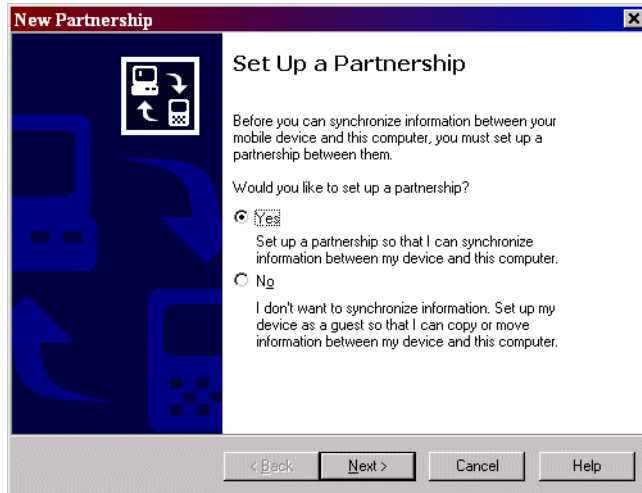 New Partnership
Set Up a Partnership
Before you can synchronize information between your
mobile device and this computer, you must set up a
partnership between them.
Would you like to set up a partnership?
Yes
Set up a partnership so that I can synchronize
information between my device and this computer.
No
I don't want to synchronize information. Set up my
device as a guest so that I can copy or move
information between my device and this computer.
< Back
Next >
Cancel
Help